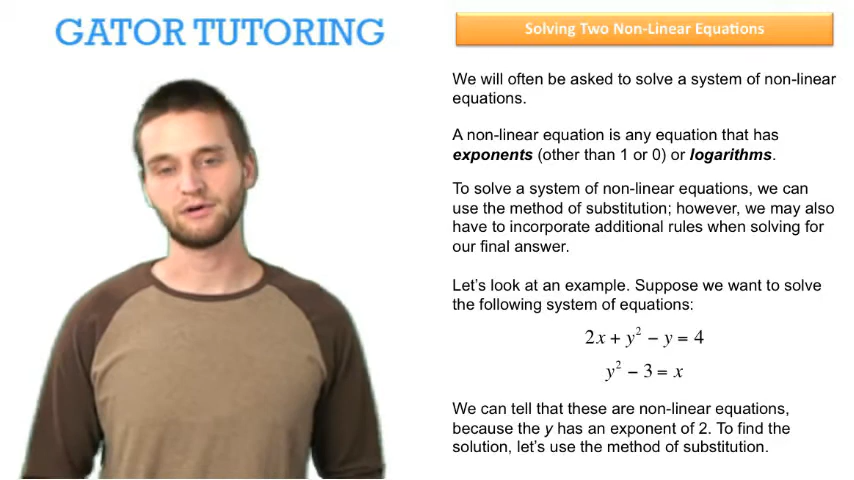 GATOR TUTORING
Solving Two Non-Linear Equations
We will often be asked to solve a system of non-linear
equations.
A non-linear equation is any equation that has
exponents (other than 1 or 0) or logarithms.
To solve a system of non-linear equations, we can
use the method of substitution; however, we may also
have to incorporate additional rules when solving for
our final answer.
Let’s look at an example. Suppose we want to solve
the following system of equations:
2x + y² − y = 4
y² − 3 = x
We can tell that these are non-linear equations,
because the y has an exponent of 2. To find the
solution, let’s use the method of substitution.